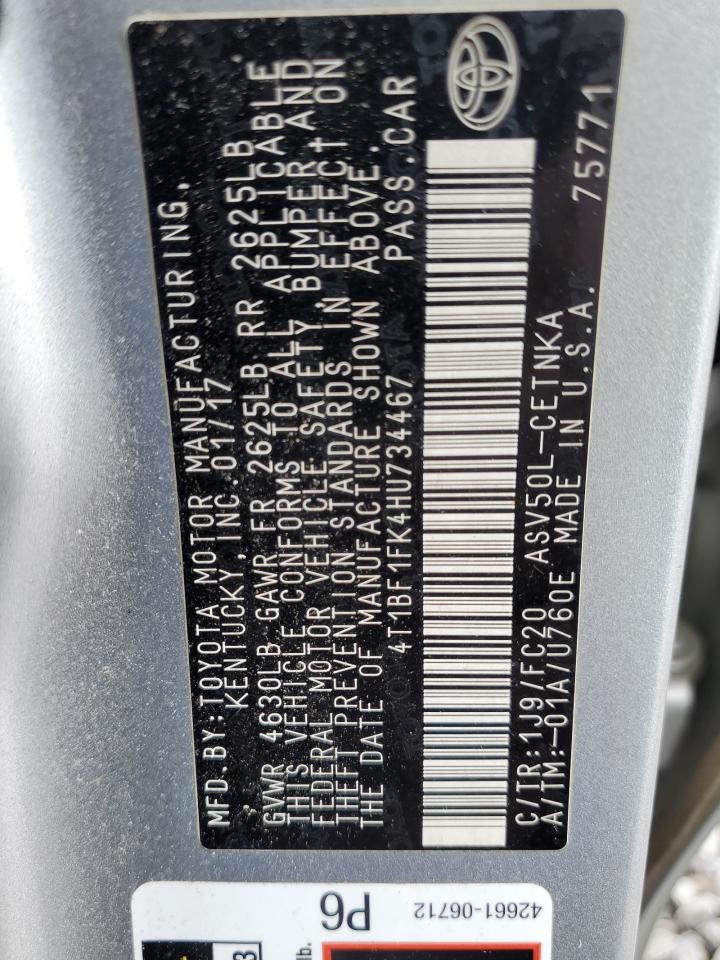 MFD.BY:TOYOTA MOTOR MANUFACTURING,
KENTUCKY,INC.01/17
GVWR 4630LB GAWR FR 2625LB RR 2625LB
THIS VEHICLE CONFORMS TO ALL APPLICABLE
FEDERAL MOTOR VEHICLE SAFETY, BUMPER AND
THEFT PREVENTION STANDARDS IN EFFECT ON
THE DATE OF MANUFACTURE SHOWN ABOVE.
4T1BF1FK4HU734467 PASS.CAR
C/TR:1J9/FC20 ASV50L-CETNKA
A/TM:-01A/U760E MADE IN U.S.A. 75771
P6
42661-06712
lb.